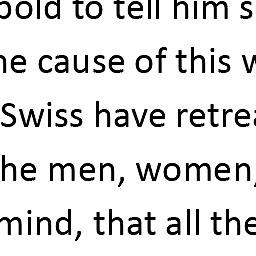 bold to tell him s
he cause of this w
Swiss have retrea
he men, women,
mind, that all the